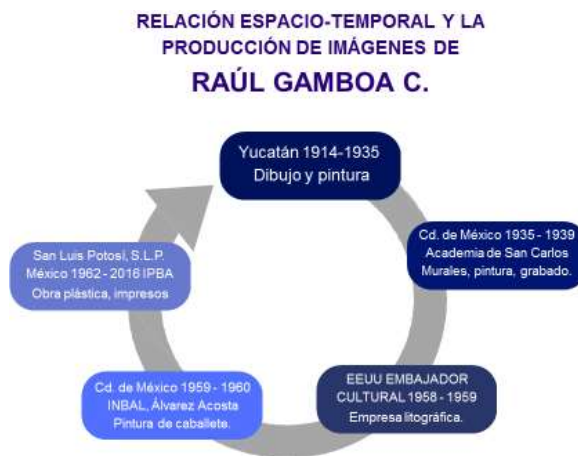 RELACIÓN ESPACIO-TEMPORAL Y LA
PRODUCCIÓN DE IMÁGENES DE
RAÚL GAMBOA C.
Yucatán 1914-1935
Dibujo y pintura
Cd. de México 1935 - 1939
Academia de San Carlos
Murales, pintura, grabado.
EEUU EMBAJADOR
CULTURAL 1958 - 1959
Empresa litográfica.
Cd. de México 1959 - 1960
INBAL, Álvarez Acosta
Pintura de caballete.
San Luis Potosí, S.L.P.
México 1962 - 2016 IPBA
Obra plástica, impresos